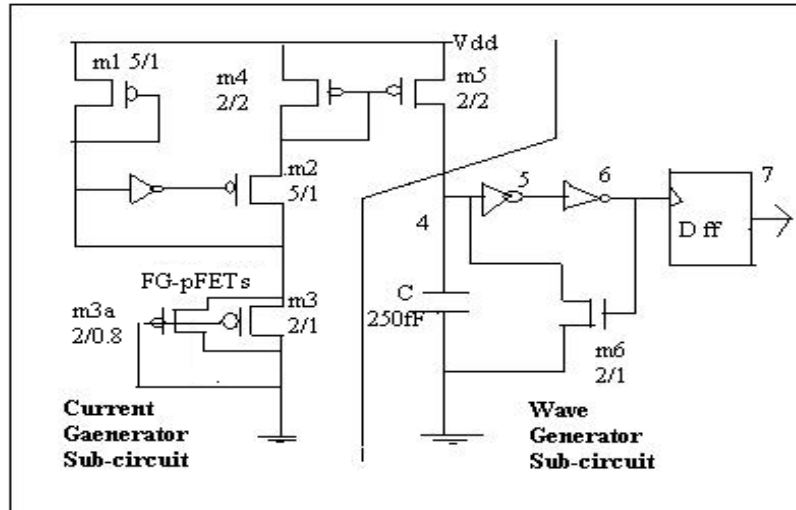 Vdd
m1 5/1
m4
2/2
m5
2/2
.m2
5/1
5
6
7
D ff
4
FG-pFETs
m3a
2/0.8
m3
2/1
C
250fF
m6
2/1
Current
Gaenerator
Sub-circuit
Wave
Generator
Sub-circuit